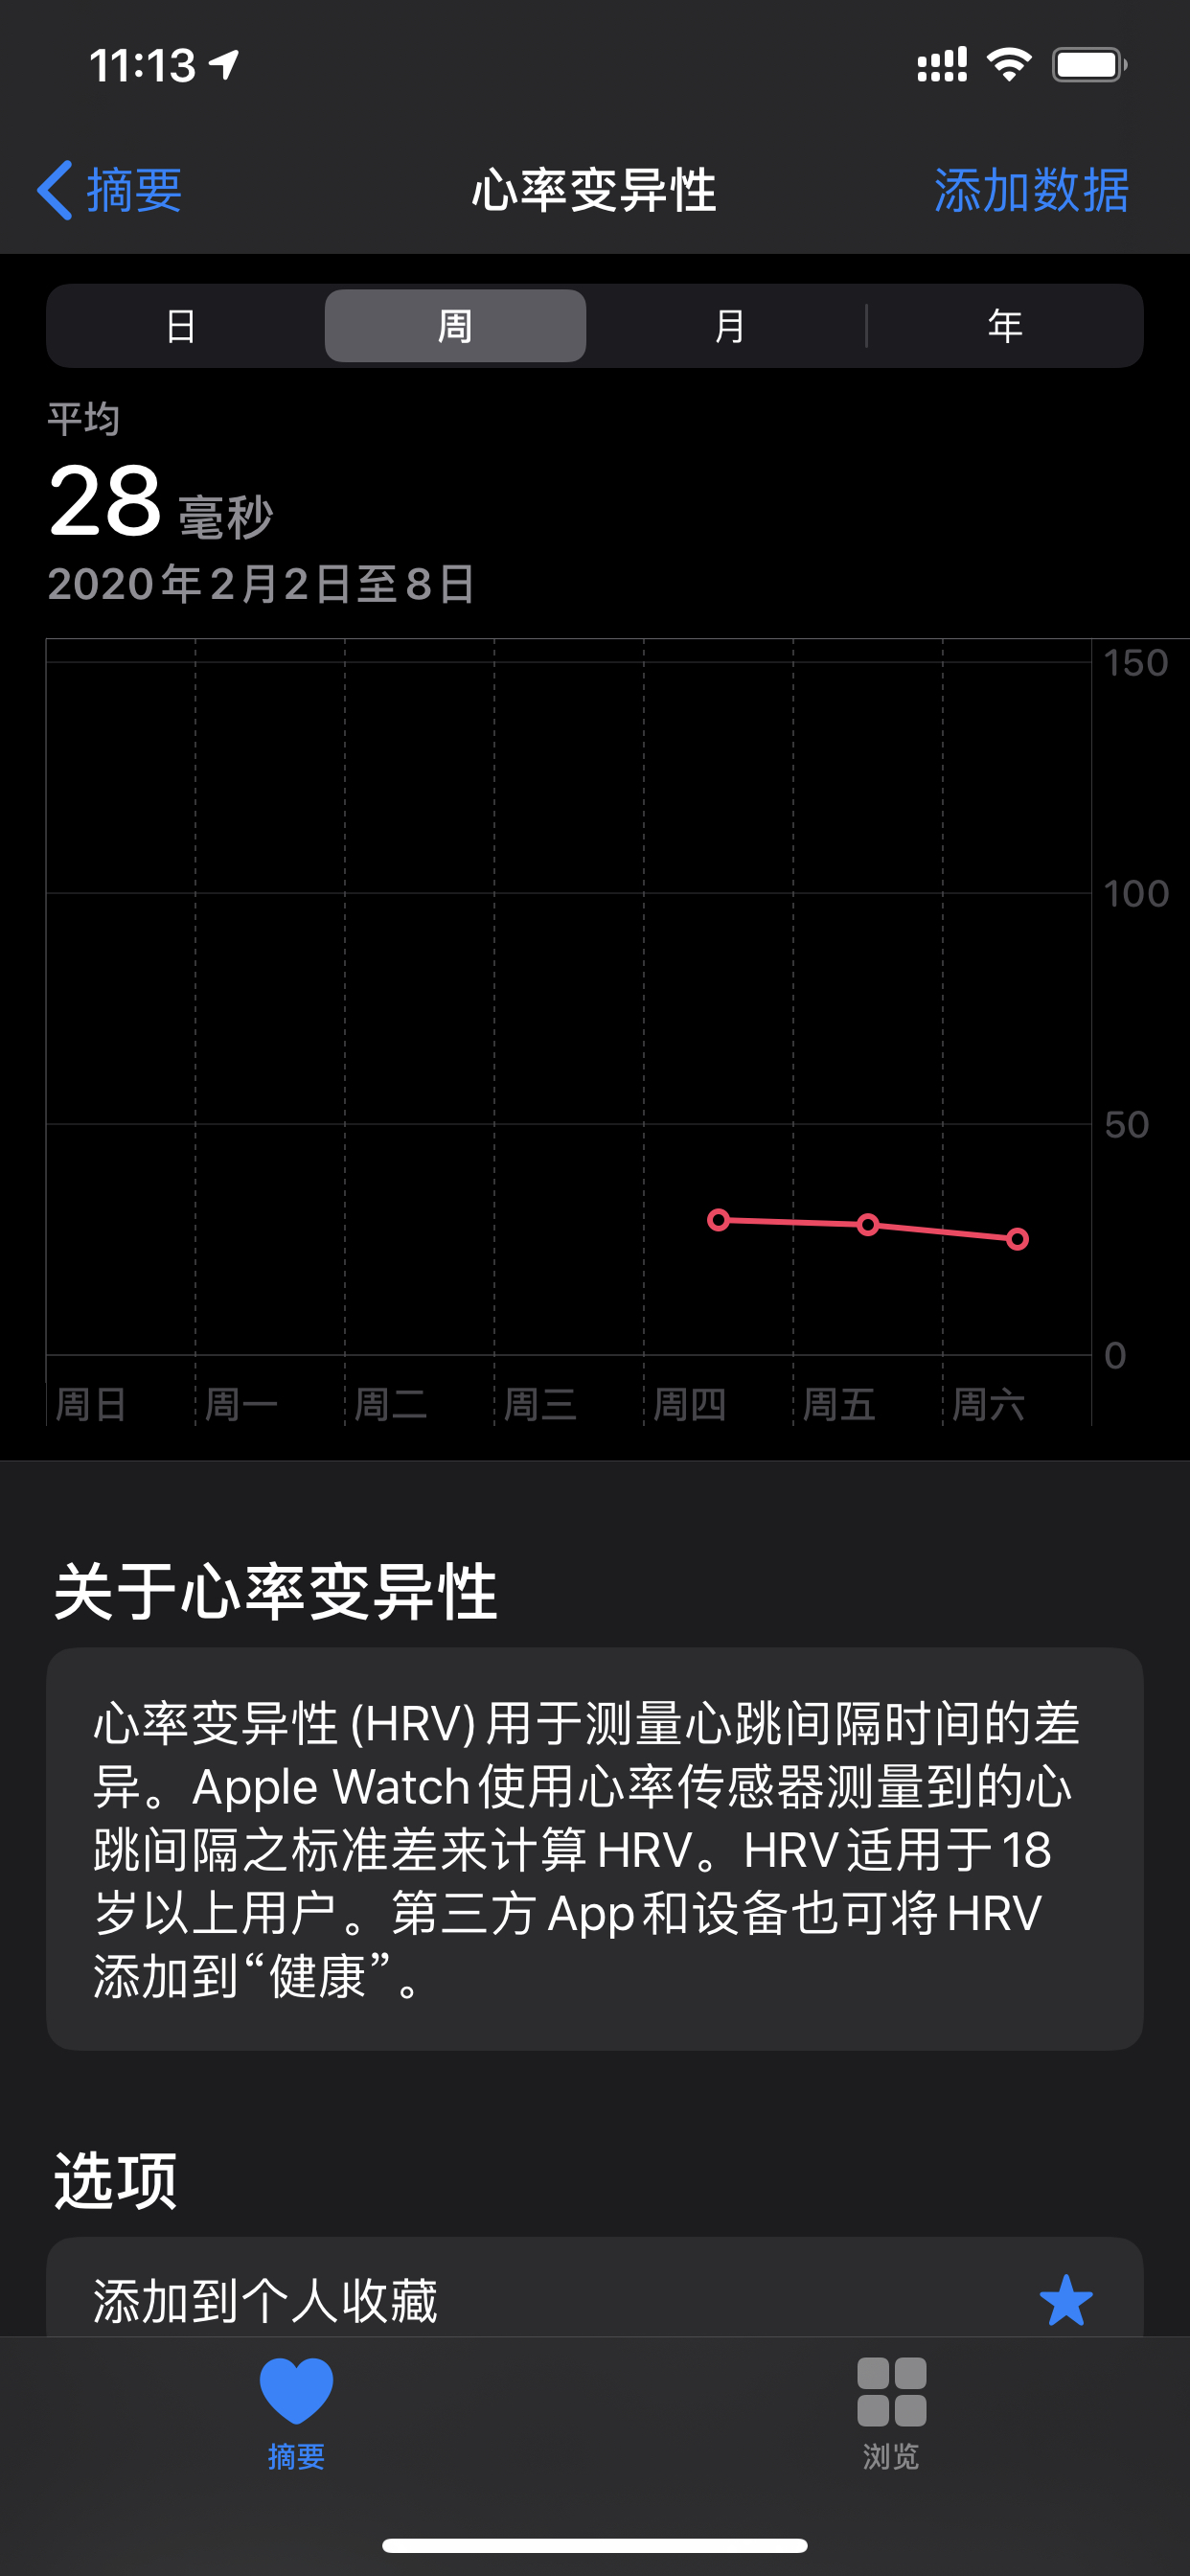 11:13
摘要
心率变异性
添加数据
日
周
月
年
平均
28 毫秒
2020年2月2日至8日
150
100
50
0
周日
周一
周二
周三
周四
周五
周六
关于心率变异性
心率变异性 (HRV) 用于测量心跳间隔时间的差
异。Apple Watch 使用心率传感器测量到的心
跳间隔之标准差来计算 HRV。HRV 适用于 18
岁以上用户。第三方 App 和设备也可将 HRV
添加到“健康”。
选项
添加到个人收藏
摘要
浏览